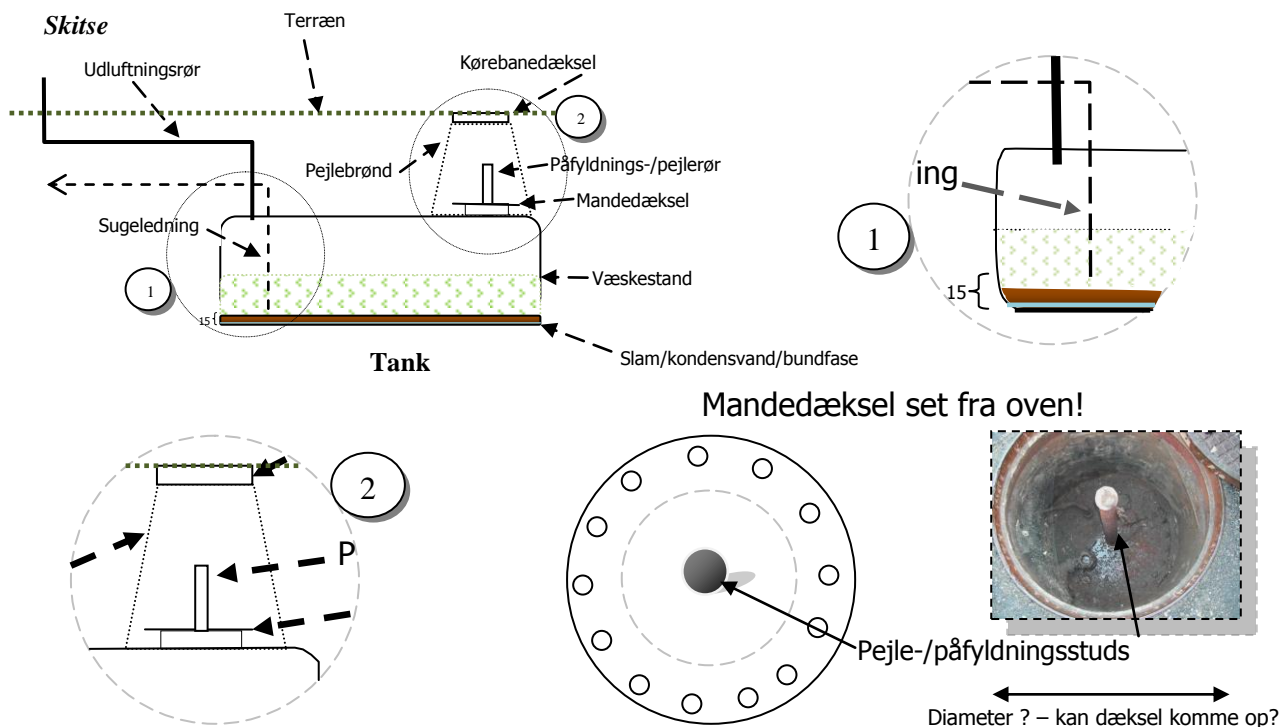 Skitse
Terræn
Udluftningsrør
Kørebanedæksel
2
Pejlebrønd
Påfyldnings-/pejlerør
Mandedæksel
Sugeledning
Væskestand
1
15
Slam/kondensvand/bundfase
Tank
ing
1
15
Mandedæksel set fra oven!
2
P
Pejle-/påfyldningsstuds
Diameter ? – kan dæksel komme op?